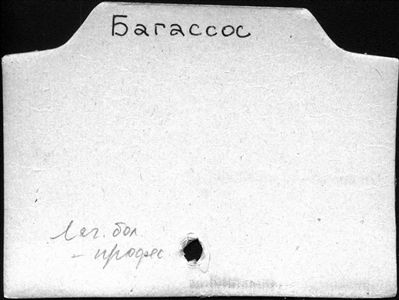 Багассос
Лег. бол
- профес